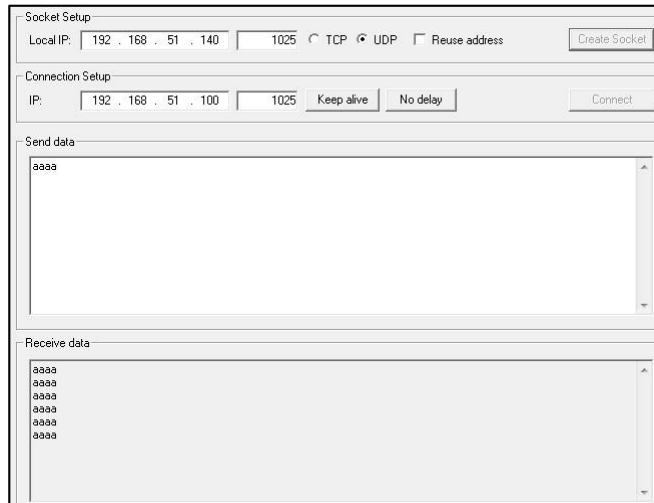 Socket Setup
Local IP: 192 . 168 . 51 . 140 1025 TCP UDP Reuse address Create Socket
Connection Setup
IP: 192 . 168 . 51 . 100 1025 Keep alive No delay Connect
Send data
aaaa
Receive data
aaaa
aaaa
aaaa
aaaa
aaaa
aaaa